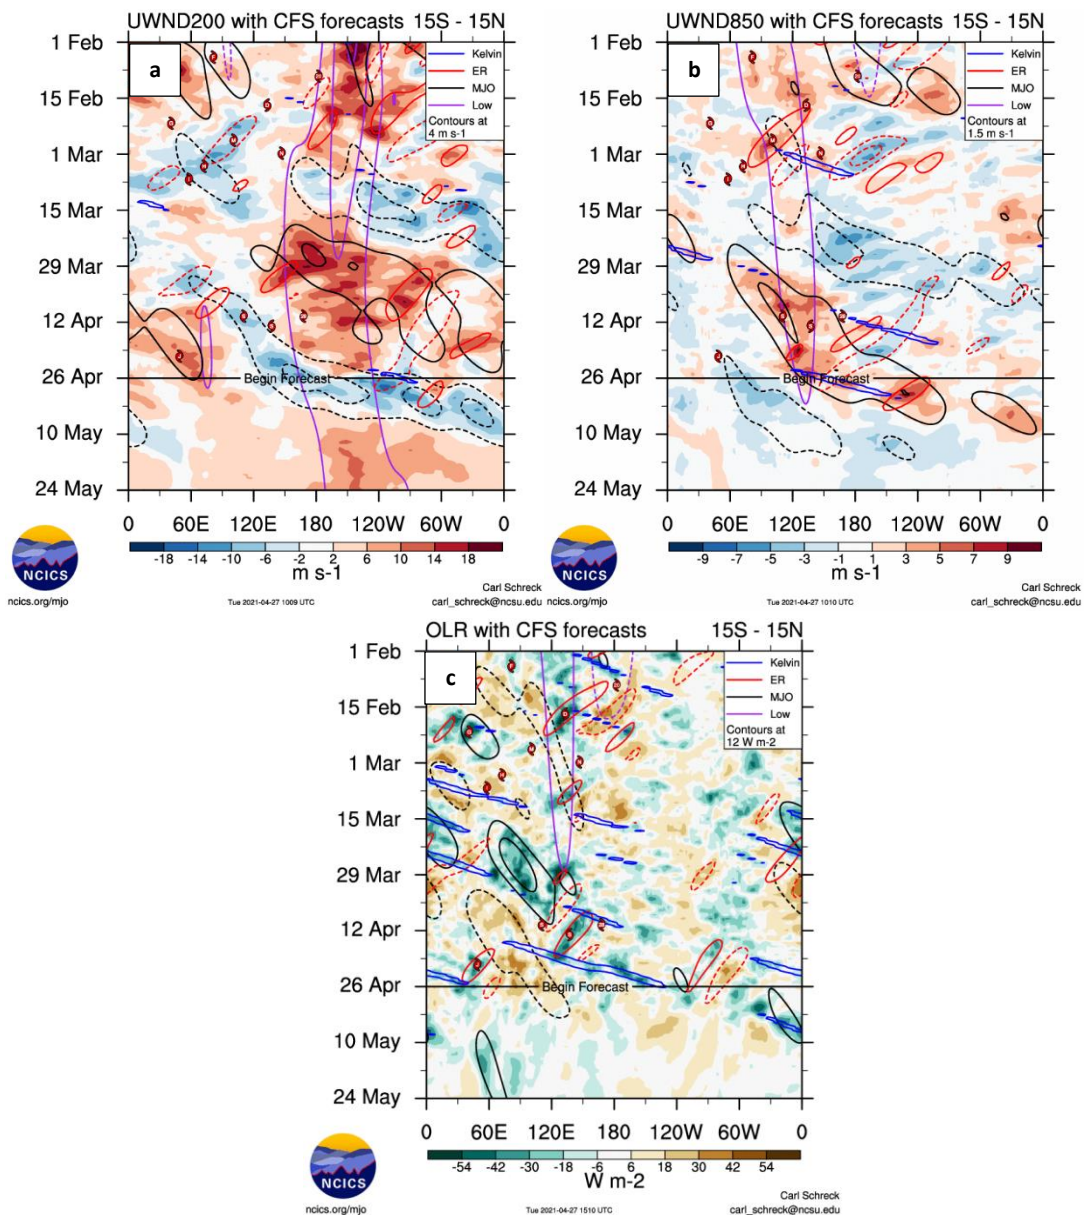 UWND200 with CFS forecasts 15S - 15N
a
Kelvin
ER
MJO
Low
Contours at
4 m s-1
1 Feb
15 Feb
1 Mar
15 Mar
29 Mar
12 Apr
26 Apr
10 May
24 May
Begin Forecast
0 60E 120E 180 120W 60W 0
-18 -14 -10 -6 -2 2 6 10 14 18
m s-1
NCICS
ncics.org/mjo
Tue 2021-04-27 1009 UTC
Carl Schreck
carl_schreck@ncsu.edu
UWND850 with CFS forecasts 15S - 15N
b
Kelvin
ER
MJO
Low
Contours at
1.5 m s-1
1 Feb
15 Feb
1 Mar
15 Mar
29 Mar
12 Apr
26 Apr
10 May
24 May
Begin Forecast
0 60E 120E 180 120W 60W 0
-9 -7 -5 -3 -1 1 3 5 7 9
m s-1
NCICS
ncics.org/mjo
Tue 2021-04-27 1010 UTC
Carl Schreck
carl_schreck@ncsu.edu
OLR with CFS forecasts 15S - 15N
c
Kelvin
ER
MJO
Low
Contours at
12 W m-2
1 Feb
15 Feb
1 Mar
15 Mar
29 Mar
12 Apr
26 Apr
10 May
24 May
Begin Forecast
0 60E 120E 180 120W 60W 0
-54 -42 -30 -18 -6 6 18 30 42 54
W m-2
NCICS
ncics.org/mjo
Tue 2021-04-27 1510 UTC
Carl Schreck
carl_schreck@ncsu.edu